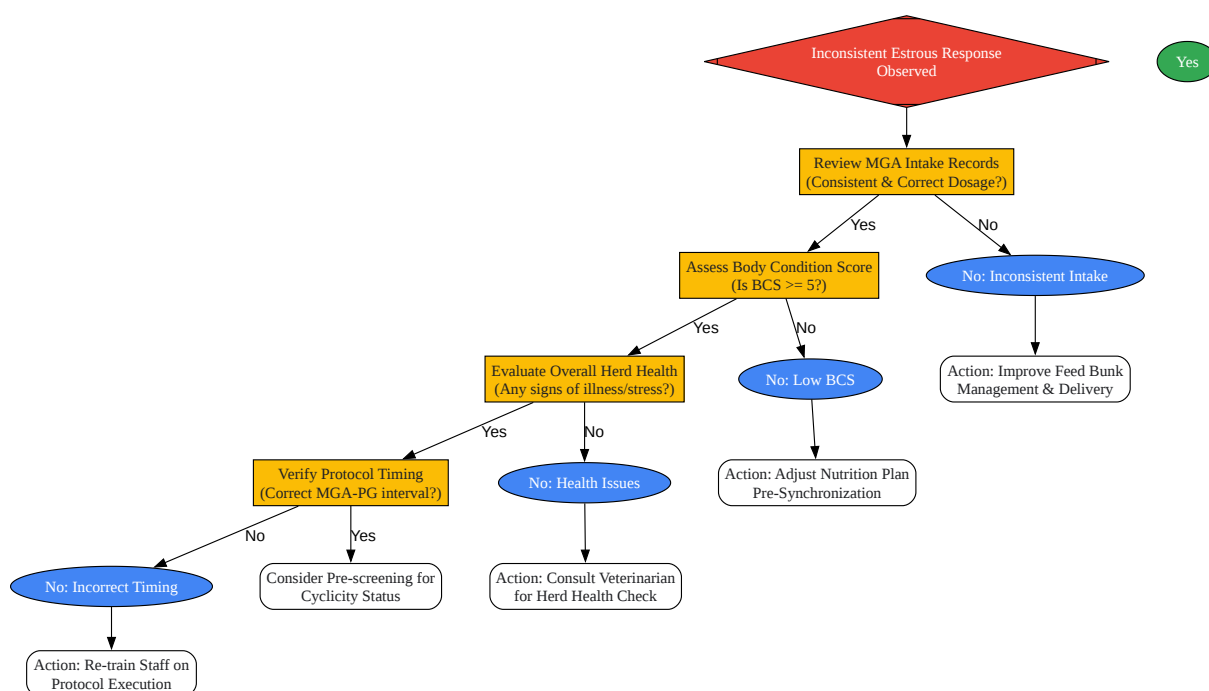 Inconsistent Estrous Response
Observed
Yes
Review MGA Intake Records
(Consistent & Correct Dosage?)
Yes
No
Assess Body Condition Score
(Is BCS >= 5?)
No: Inconsistent Intake
Yes
No
Evaluate Overall Herd Health
(Any signs of illness/stress?)
No: Low BCS
Action: Improve Feed Bunk
Management & Delivery
Yes
No
Verify Protocol Timing
(Correct MGA-PG interval?)
No: Health Issues
Action: Adjust Nutrition Plan
Pre-Synchronization
No
Yes
No: Incorrect Timing
Consider Pre-screening for
Cyclicity Status
Action: Consult Veterinarian
for Herd Health Check
Action: Re-train Staff on
Protocol Execution